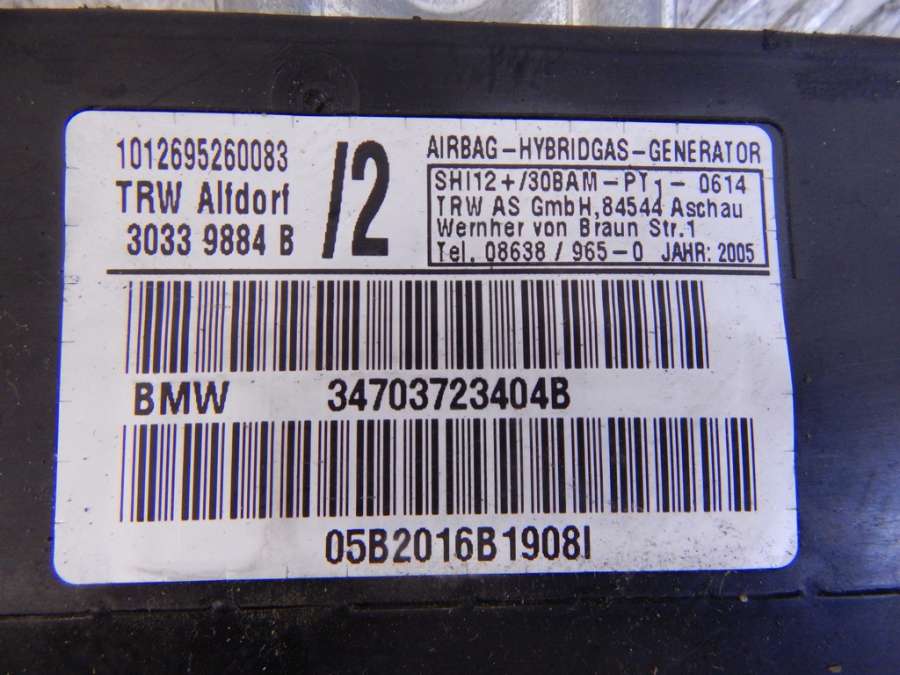 1012695260083
TRW Alfdorf
3033 9884 B
/2
AIRBAG-HYBRIDGAS-GENERATOR
SHI12+/30BAM-PT1-0614
TRW AS GmbH,84544 Aschau
Wernher von Braun Str.1
Tel. 08638/965-0 JAHR: 2005
BMW 34703723404B
05B2016B1908I